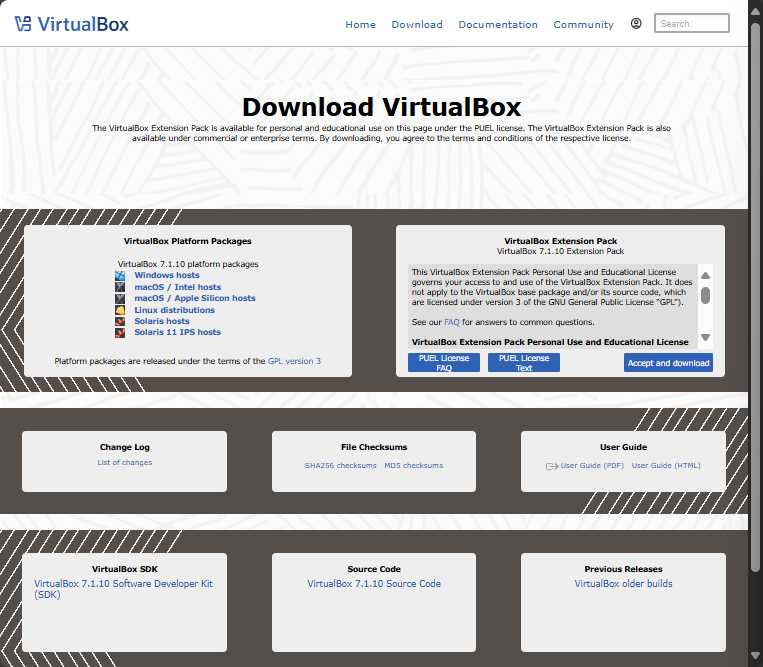 VirtualBox
Home Download Documentation Community Search:
Download VirtualBox
The VirtualBox Extension Pack is available for personal and educational use on this page under the PUEL license. The VirtualBox Extension Pack is also
available under commercial or enterprise terms. By downloading, you agree to the terms and conditions of the respective license.
VirtualBox Platform Packages
VirtualBox 7.1.10 platform packages
Windows hosts
macOS / Intel hosts
macOS / Apple Silicon hosts
Linux distributions
Solaris hosts
Solaris 11 IPS hosts
Platform packages are released under the terms of the GPL version 3
VirtualBox Extension Pack
VirtualBox 7.1.10 Extension Pack
This VirtualBox Extension Pack Personal Use and Educational License
governs your access to and use of the VirtualBox Extension Pack. It does
not apply to the VirtualBox base package and/or its source code, which
are licensed under version 3 of the GNU General Public License “GPL”).
See our FAQ for answers to common questions.
VirtualBox Extension Pack Personal Use and Educational License
PUEL License
FAQ
PUEL License
Text
Accept and download
Change Log
List of changes
File Checksums
SHA256 checksums MD5 checksums
User Guide
User Guide (PDF) User Guide (HTML)
VirtualBox SDK
VirtualBox 7.1.10 Software Developer Kit
(SDK)
Source Code
VirtualBox 7.1.10 Source Code
Previous Releases
VirtualBox older builds